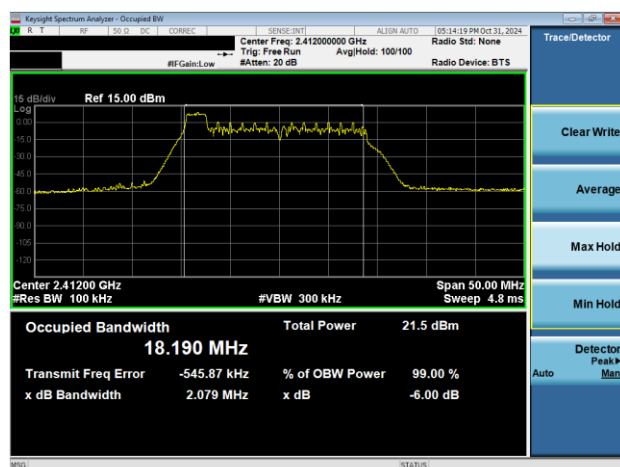 Keysight Spectrum Analyzer - Occupied BW
R T RF 50 Ω DC CORREC SENSE:INT ALIGN AUTO 05:14:19 PM Oct 31, 2024
Center Freq: 2.412000000 GHz Radio Std: None
Trig: Free Run Avg|Hold: 100/100
#IFGain:Low #Atten: 20 dB Radio Device: BTS
Trace/Detector
15 dB/div Ref 15.00 dBm
Log
0.00
-15.0
-30.0
-45.0
-60.0
-75.0
-90.0
-105
-120
Center 2.41200 GHz Span 50.00 MHz
#Res BW 100 kHz #VBW 300 kHz Sweep 4.8 ms
Occupied Bandwidth Total Power 21.5 dBm
18.190 MHz
Transmit Freq Error -545.87 kHz % of OBW Power 99.00 %
x dB Bandwidth 2.079 MHz x dB -6.00 dB
Clear Write
Average
Max Hold
Min Hold
Detector
Peak▶
Auto Man
MSG STATUS